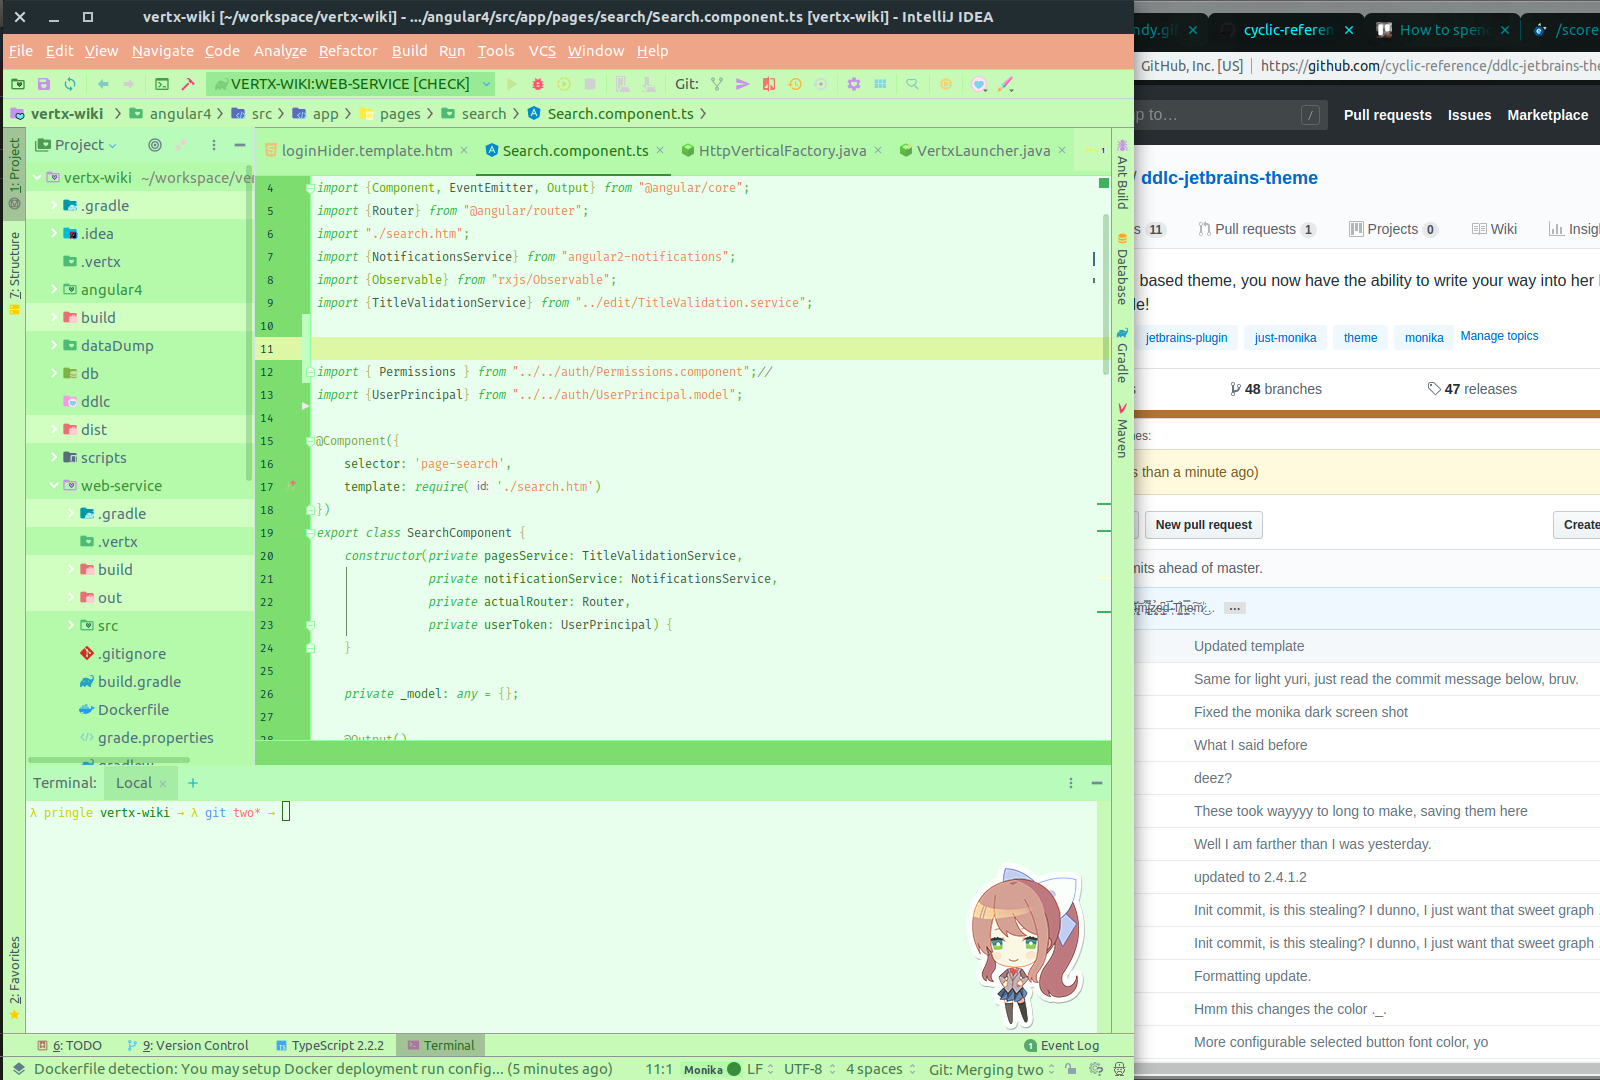 vertx-wiki [~/workspace/vertx-wiki] - .../angular4/src/app/pages/search/Search.component.ts [vertx-wiki] - IntelliJ IDEA
File Edit View Navigate Code Analyze Refactor Build Run Tools VCS Window Help
VERTX-WIKI:WEB-SERVICE [CHECK] Git:
vertx-wiki angular4 src app pages search Search.component.ts
1: Project
7: Structure
2: Favorites
Project
vertx-wiki ~/workspace/ver
.gradle
.idea
.vertx
angular4
build
dataDump
db
ddlc
dist
scripts
web-service
.gradle
.vertx
build
out
src
.gitignore
build.gradle
Dockerfile
grade.properties
gradlew
loginHider.template.htm × Search.component.ts × HttpVerticalFactory.java × VertxLauncher.java × 1
4 import {Component, EventEmitter, Output} from "@angular/core";
5 import {Router} from "@angular/router";
6 import "./search.htm";
7 import {NotificationsService} from "angular2-notifications";
8 import {Observable} from "rxjs/Observable";
9 import {TitleValidationService} from "../edit/TitleValidation.service";
10
11
12 import { Permissions } from "../../auth/Permissions.component";//
13 import {UserPrincipal} from "../../auth/UserPrincipal.model";
14
15 @Component({
16 selector: 'page-search',
17 template: require( id: './search.htm')
18 })
19 export class SearchComponent {
20 constructor(private pagesService: TitleValidationService,
21 private notificationService: NotificationsService,
22 private actualRouter: Router,
23 private userToken: UserPrincipal) {
24 }
25
26 private _model: any = {};
27
28 @Output()
Ant Build
Database
Gradle
Maven
Terminal: Local × +
λ pringle vertx-wiki → λ git two* →
6: TODO 9: Version Control TypeScript 2.2.2 Terminal 1 Event Log
Dockerfile detection: You may setup Docker deployment run config... (5 minutes ago) 11:1 Monika LF UTF-8 4 spaces Git: Merging two
ndy.gi × cyclic-referen × How to spen × /score
GitHub, Inc. [US] https://github.com/cyclic-reference/ddlc-jetbrains-the
p to… / Pull requests Issues Marketplace
/ ddlc-jetbrains-theme
s 11 Pull requests 1 Projects 0 Wiki Insig
based theme, you now have the ability to write your way into her
le!
jetbrains-plugin just-monika theme monika Manage topics
s 48 branches 47 releases
hes:
s than a minute ago)
New pull request Create
mits ahead of master.
mized-Them… …
Updated template
Same for light yuri, just read the commit message below, bruv.
Fixed the monika dark screen shot
What I said before
deez?
These took wayyyy to long to make, saving them here
Well I am farther than I was yesterday.
updated to 2.4.1.2
Init commit, is this stealing? I dunno, I just want that sweet graph
Init commit, is this stealing? I dunno, I just want that sweet graph
Formatting update.
Hmm this changes the color ._.
More configurable selected button font color, yo